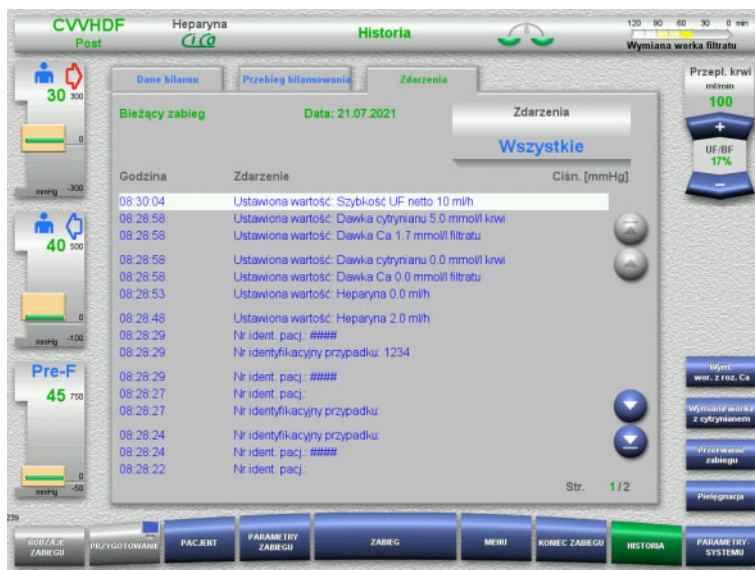 CVVHDF
Post
Heparyna
CiCa
Historia
120 90 60 30 0 min
Wymiana worka filtratu
30
300
0
mmHg -300
40
500
0
mmHg -100
Pre-F
45
750
0
mmHg -50
Dane bilansu
Przebieg bilansowania
Zdarzenia
Bieżący zabieg
Data: 21.07.2021
Zdarzenia
Wszystkie
Godzina Zdarzenie Ciśn. [mmHg]
08:30:04 Ustawiona wartość: Szybkość UF netto 10 ml/h
08:28:58 Ustawiona wartość: Dawka cytrynianu 5.0 mmol/l krwi
08:28:58 Ustawiona wartość: Dawka Ca 1.7 mmol/l filtratu
08:28:58 Ustawiona wartość: Dawka cytrynianu 0.0 mmol/l krwi
08:28:58 Ustawiona wartość: Dawka Ca 0.0 mmol/l filtratu
08:28:53 Ustawiona wartość: Heparyna 0.0 ml/h
08:28:48 Ustawiona wartość: Heparyna 2.0 ml/h
08:28:29 Nr ident. pacj.: ####
08:28:29 Nr identyfikacyjny przypadku: 1234
08:28:29 Nr ident. pacj.: ####
08:28:27 Nr ident. pacj.:
08:28:27 Nr identyfikacyjny przypadku:
08:28:24 Nr identyfikacyjny przypadku:
08:28:24 Nr ident. pacj.: ####
08:28:22 Nr ident. pacj.:
Str. 1/2
Przepł. krwi
ml/min
100
+
UF/BF
17%
−
Wym.
wor. z roz. Ca
Wymiana worka
z cytrynianem
Przerwanie
zabiegu
Pielęgnacja
239
RODZAJE
ZABIEGU
PRZYGOTOWANIE
PACJENT
PARAMETRY
ZABIEGU
ZABIEG
MENU
KONIEC ZABIEGU
HISTORIA
PARAMETRY-
SYSTEMU